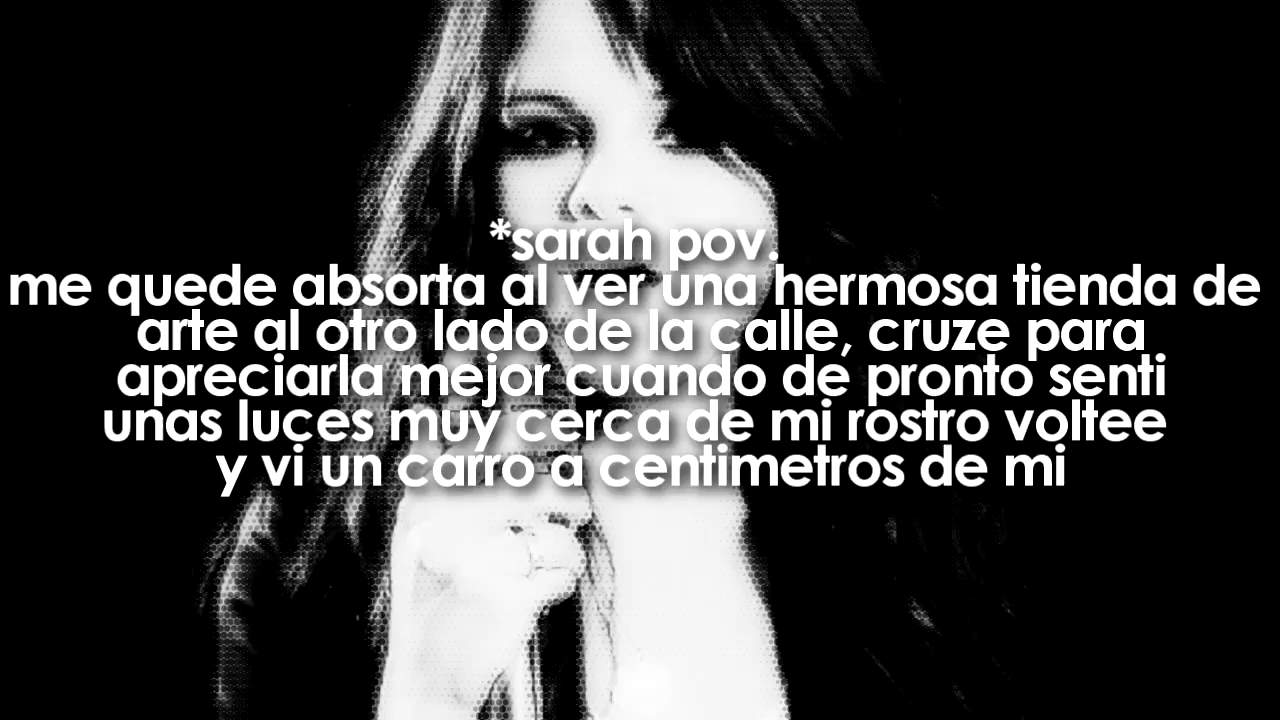 *sarah pov.
me quede absorta al ver una hermosa tienda de
arte al otro lado de la calle, cruze para
apreciarla mejor cuando de pronto senti
unas luces muy cerca de mi rostro voltee
y vi un carro a centimetros de mi